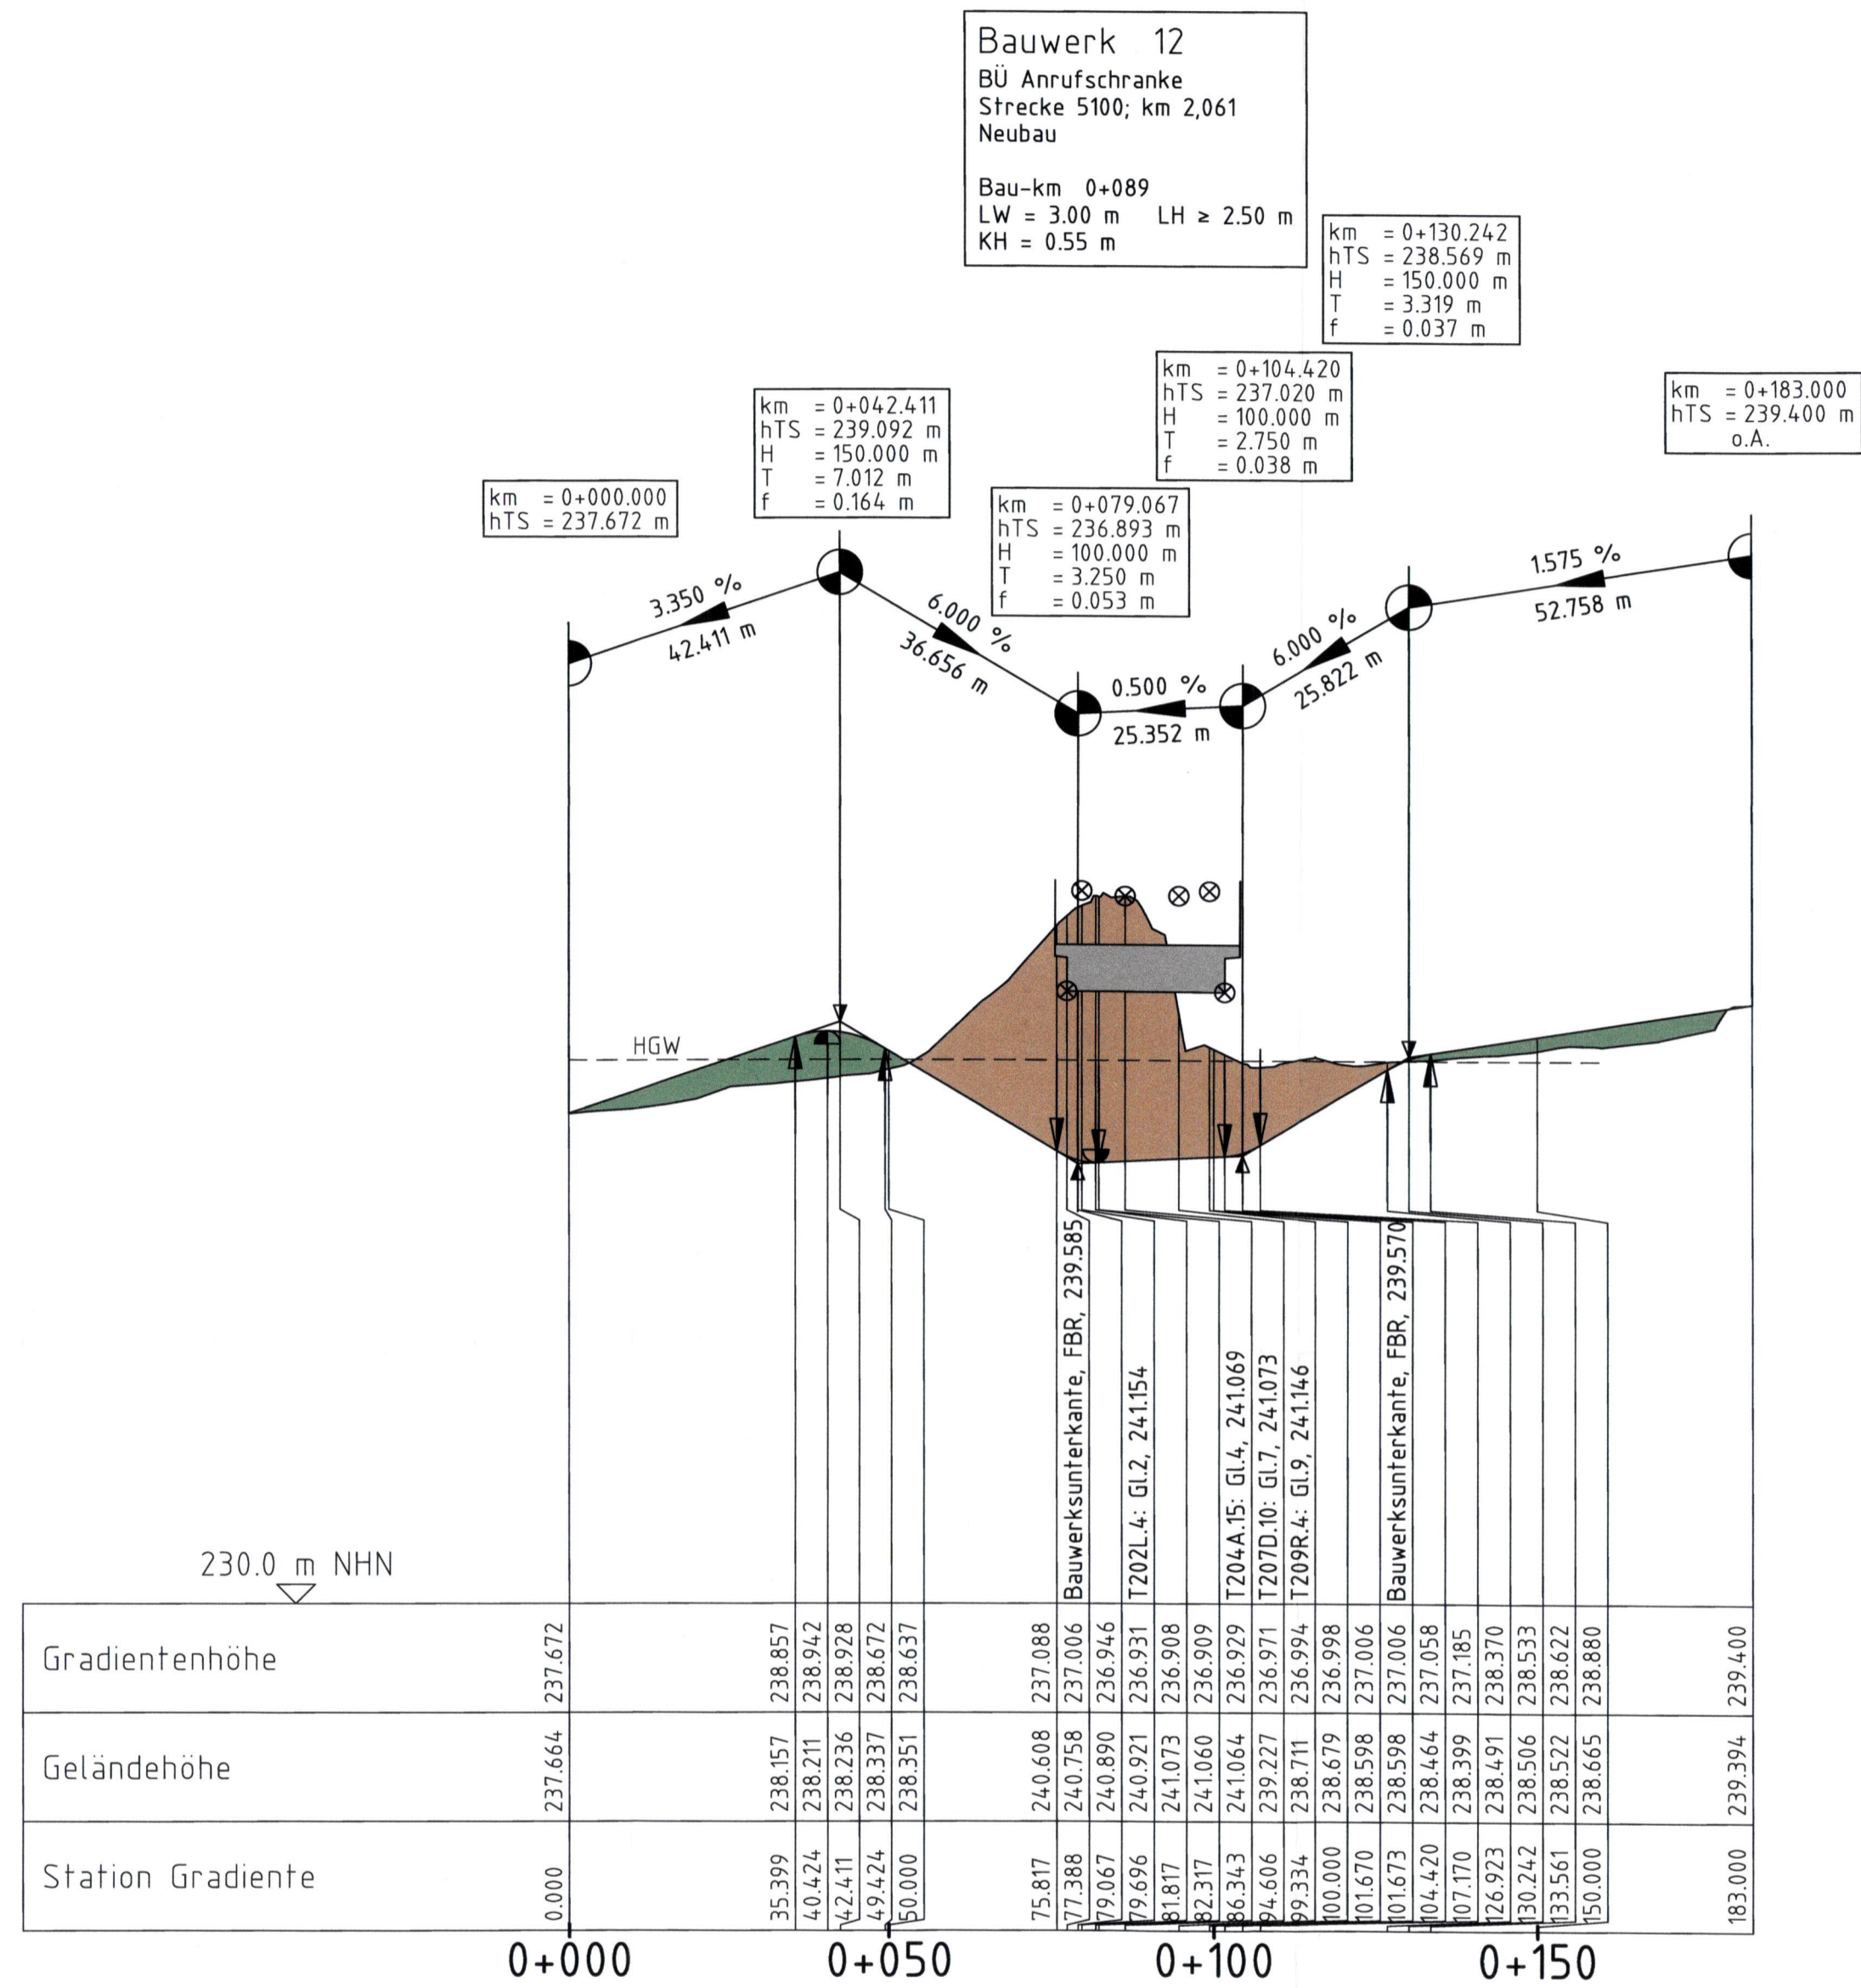 Bauwerk 12
BÜ Anrufschranke
Strecke 5100; km 2,061
Neubau
Bau-km 0+089
LW = 3.00 m LH ≥ 2.50 m
KH = 0.55 m
km = 0+130.242
hTS = 238.569 m
H = 150.000 m
T = 3.319 m
f = 0.037 m
km = 0+104.420
hTS = 237.020 m
H = 100.000 m
T = 2.750 m
f = 0.038 m
km = 0+183.000
hTS = 239.400 m
o.A.
km = 0+042.411
hTS = 239.092 m
H = 150.000 m
T = 7.012 m
f = 0.164 m
km = 0+000.000
hTS = 237.672 m
km = 0+079.067
hTS = 236.893 m
H = 100.000 m
T = 3.250 m
f = 0.053 m
3.350 %
42.411 m
6.000 %
36.656 m
0.500 %
25.352 m
6.000 %
25.822 m
1.575 %
52.758 m
HGW
Bauwerksunterkante, FBR, 239.585
T202L.4: Gl.2, 241.154
T204A.15: Gl.4, 241.069
T207D.10: Gl.7, 241.073
T209R.4: Gl.9, 241.146
Bauwerksunterkante, FBR, 239.570
230.0 m NHN
Gradientenhöhe
237.672
238.857
238.942
238.928
238.672
238.637
237.088
237.006
236.946
236.931
236.908
236.909
236.929
236.971
236.994
236.998
237.006
237.006
237.058
237.185
238.370
238.533
238.622
238.880
239.400
Geländehöhe
237.664
238.157
238.211
238.236
238.337
238.351
240.608
240.758
240.890
240.921
241.073
241.060
241.064
239.227
238.711
238.679
238.598
238.598
238.464
238.399
238.491
238.506
238.522
238.665
239.394
Station Gradiente
0.000
35.399
40.424
42.411
49.424
50.000
75.817
77.388
79.067
79.696
81.817
82.317
86.343
94.606
99.334
100.000
101.670
101.673
104.420
107.170
126.923
130.242
133.561
150.000
183.000
0+000
0+050
0+100
0+150